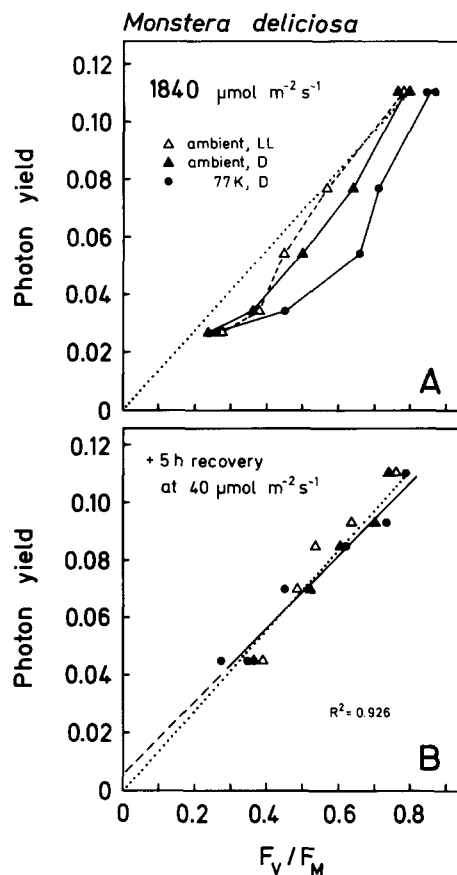 Monstera deliciosa
0.12
1840 µmol m⁻² s⁻¹
0.10
△ ambient, LL
▲ ambient, D
● 77K, D
0.08
0.06
0.04
0.02
0
Photon yield
A
0.12
+ 5 h recovery
at 40 µmol m⁻² s⁻¹
0.10
0.08
0.06
0.04
0.02
0.00
Photon yield
R² = 0.926
B
0 0.2 0.4 0.6 0.8
F_V / F_M